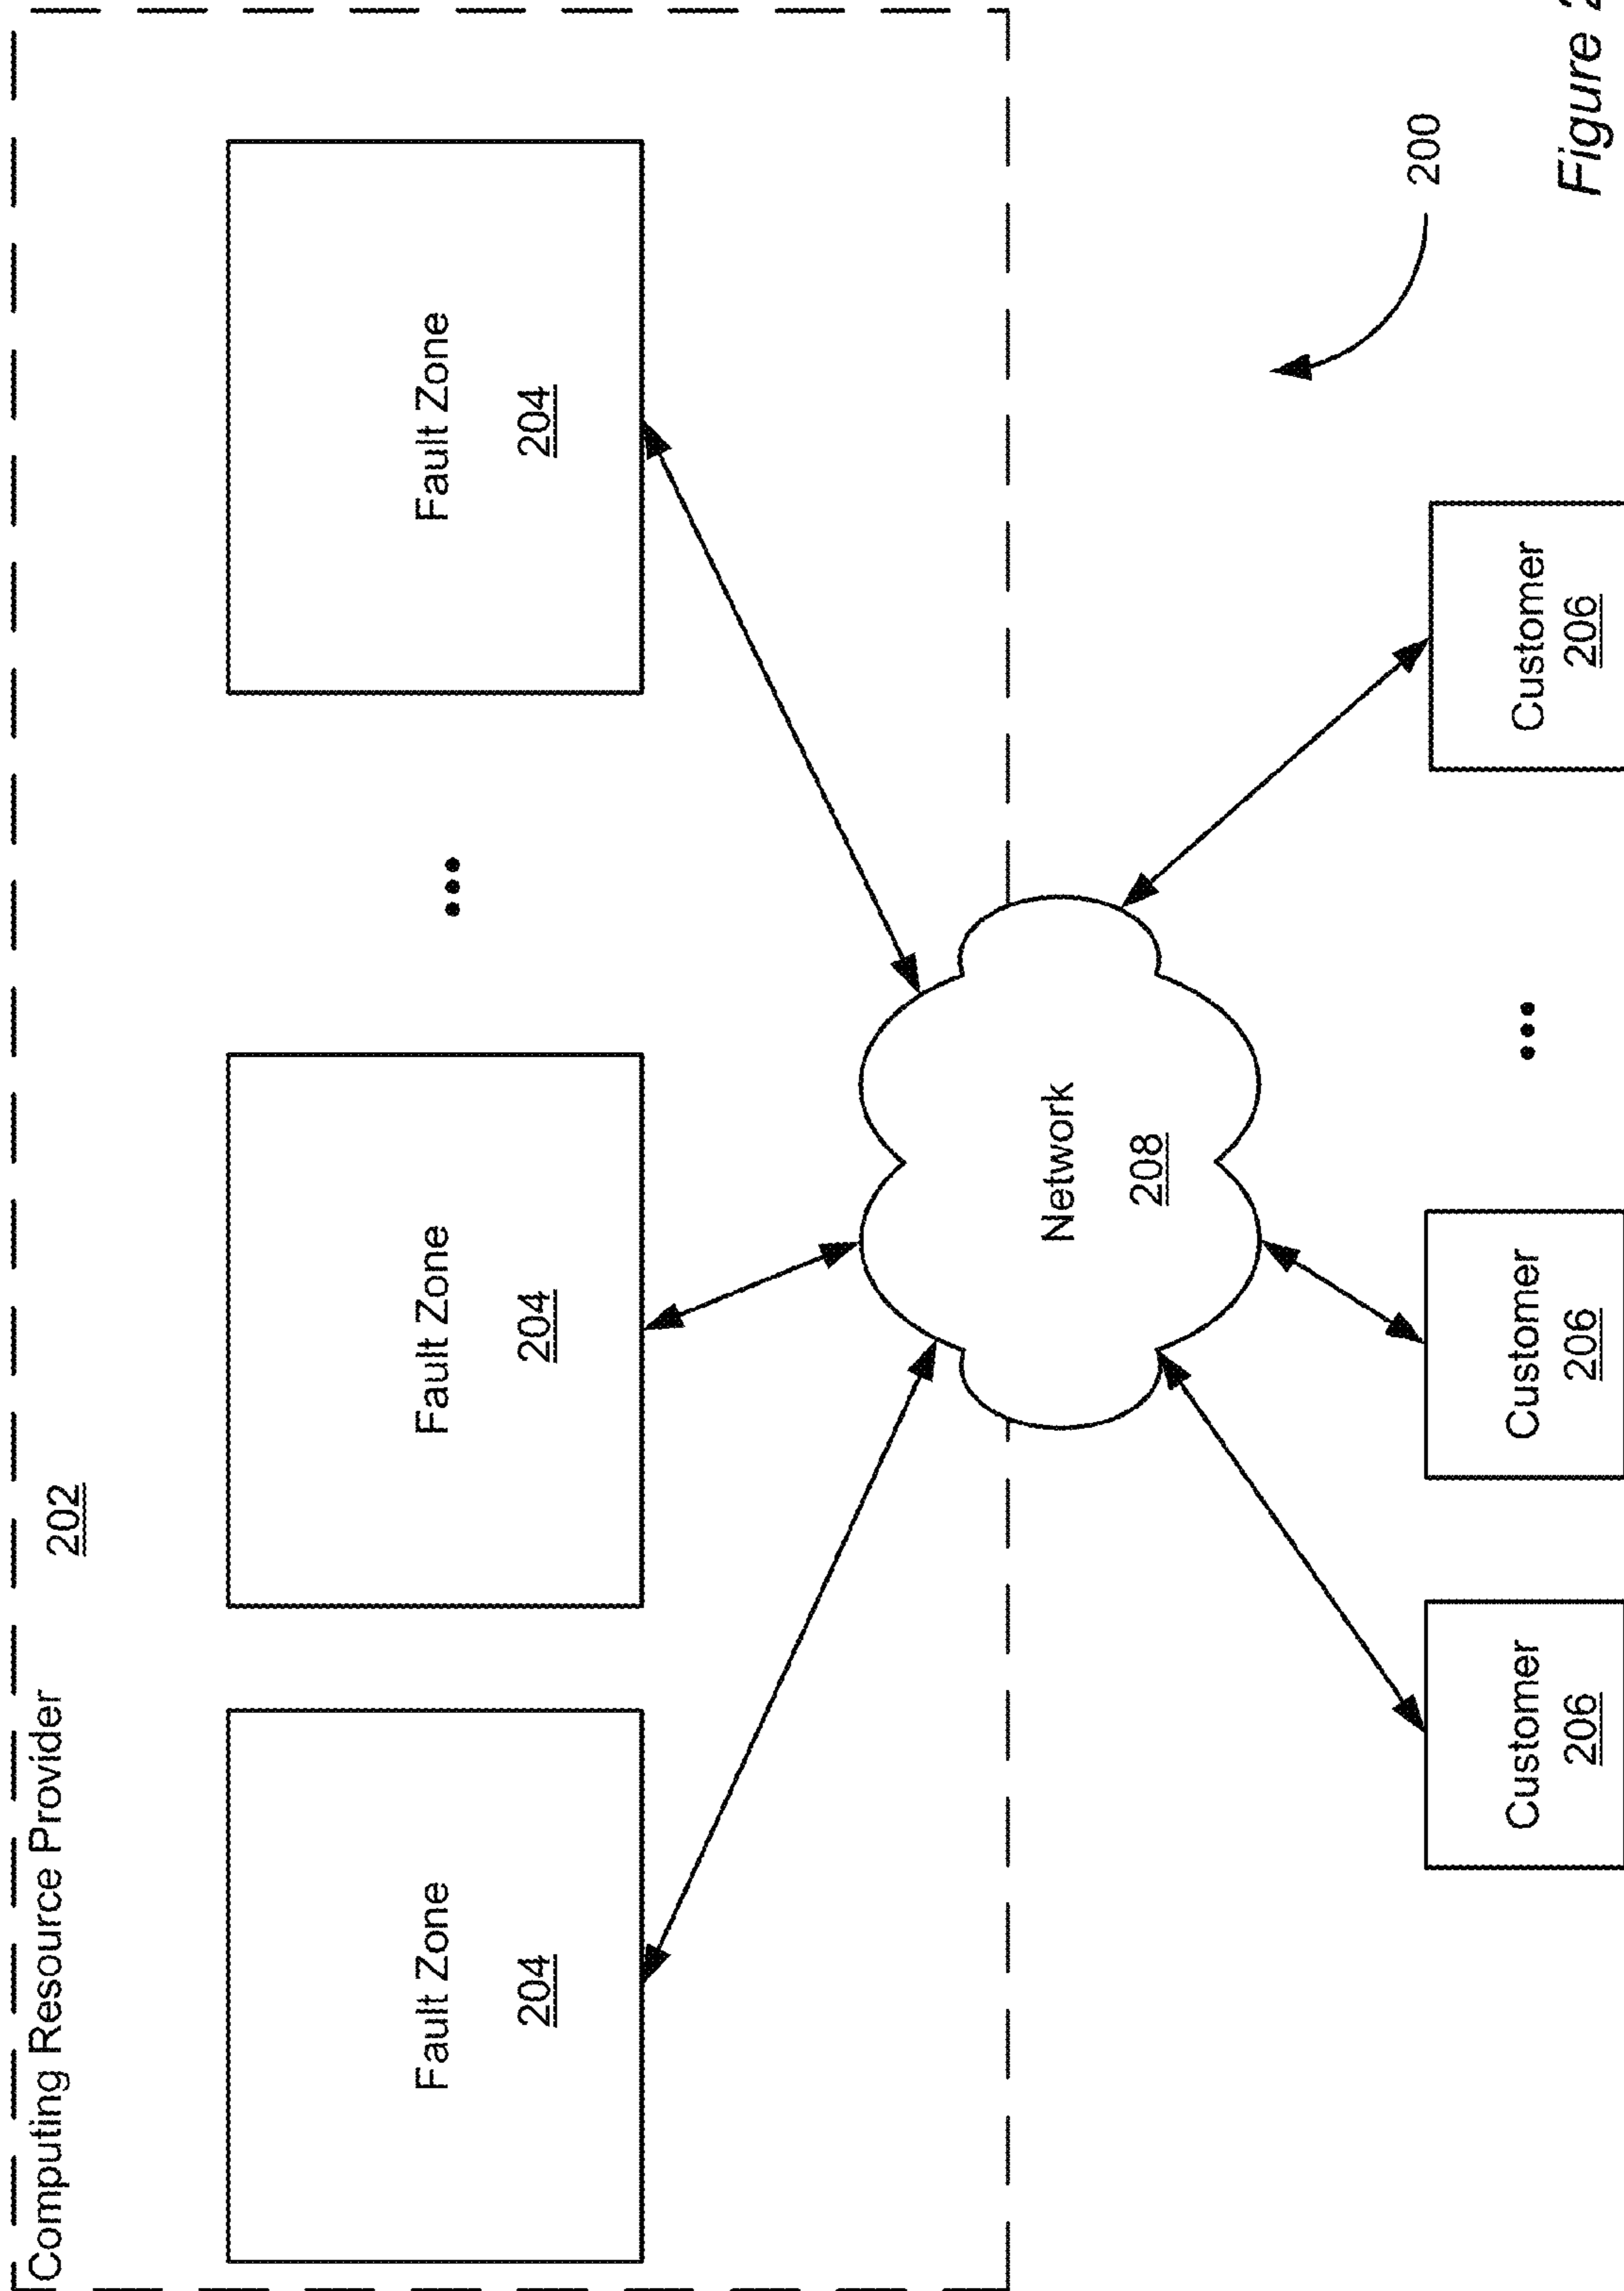 Computing Resource Provider
202
Fault Zone
204
Fault Zone
204
...
Fault Zone
204
Network
208
Customer
206
Customer
206
...
Customer
206
200
Figure 2